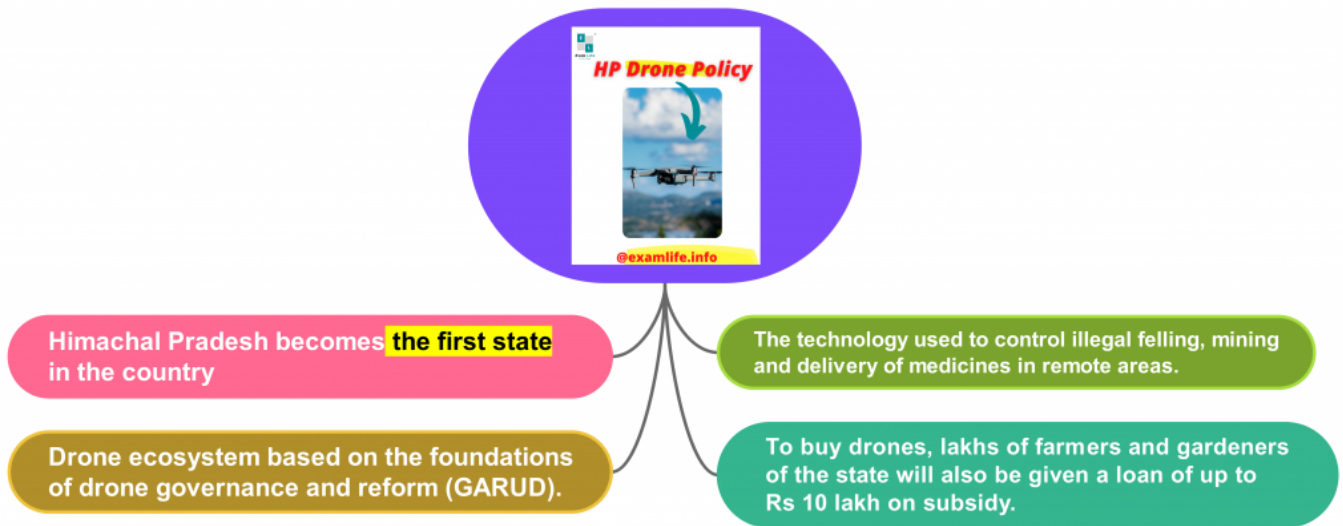 HP Drone Policy
@examlife.info
Himachal Pradesh becomes the first state
in the country
The technology used to control illegal felling, mining
and delivery of medicines in remote areas.
Drone ecosystem based on the foundations
of drone governance and reform (GARUD).
To buy drones, lakhs of farmers and gardeners
of the state will also be given a loan of up to
Rs 10 lakh on subsidy.